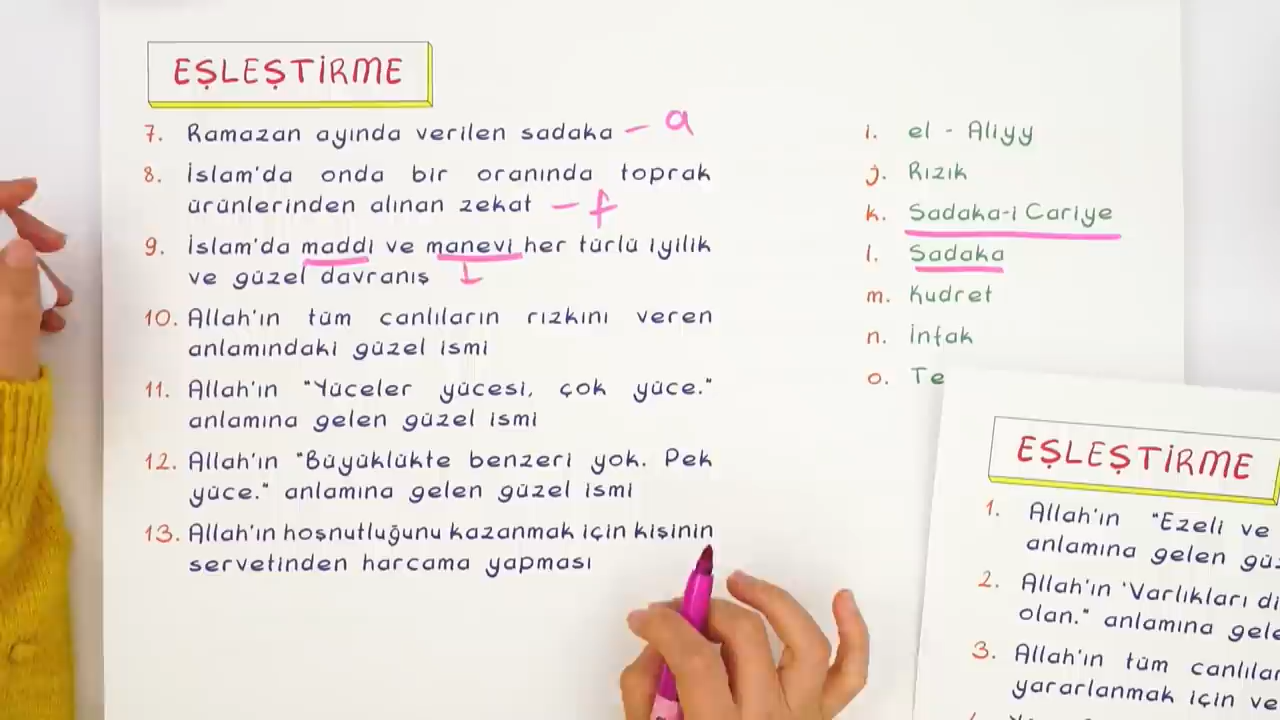 EŞLEŞTİRME
7. Ramazan ayında verilen sadaka – a
8. İslam'da onda bir oranında toprak
ürünlerinden alınan zekat – f
9. İslam'da maddi ve manevi her türlü iyilik
ve güzel davranış L
10. Allah'ın tüm canlıların rızkını veren
anlamındaki güzel ismi
11. Allah'ın "Yüceler yücesi, çok yüce."
anlamına gelen güzel ismi
12. Allah'ın "Büyüklükte benzeri yok. Pek
yüce." anlamına gelen güzel ismi
13. Allah'ın hoşnutluğunu kazanmak için kişinin
servetinden harcama yapması
i. el - Aliyy
j. Rızık
k. Sadaka-i Cariye
l. Sadaka
m. Kudret
n. İnfak
o. Te
EŞLEŞTİRME
1. Allah'ın "Ezeli ve
anlamına gelen gü
2. Allah'ın 'Varlıkları di
olan." anlamına gele
3. Allah'ın tüm canlılar
yararlanmak için ve